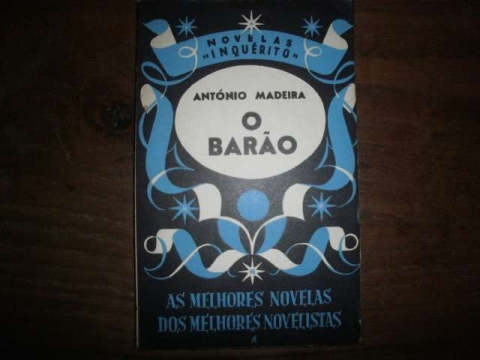 NOVELAS
"INQUÉRITO"
ANTÓNIO MADEIRA
O
BARÃO
AS MELHORES NOVELAS
DOS MELHORES NOVELISTAS